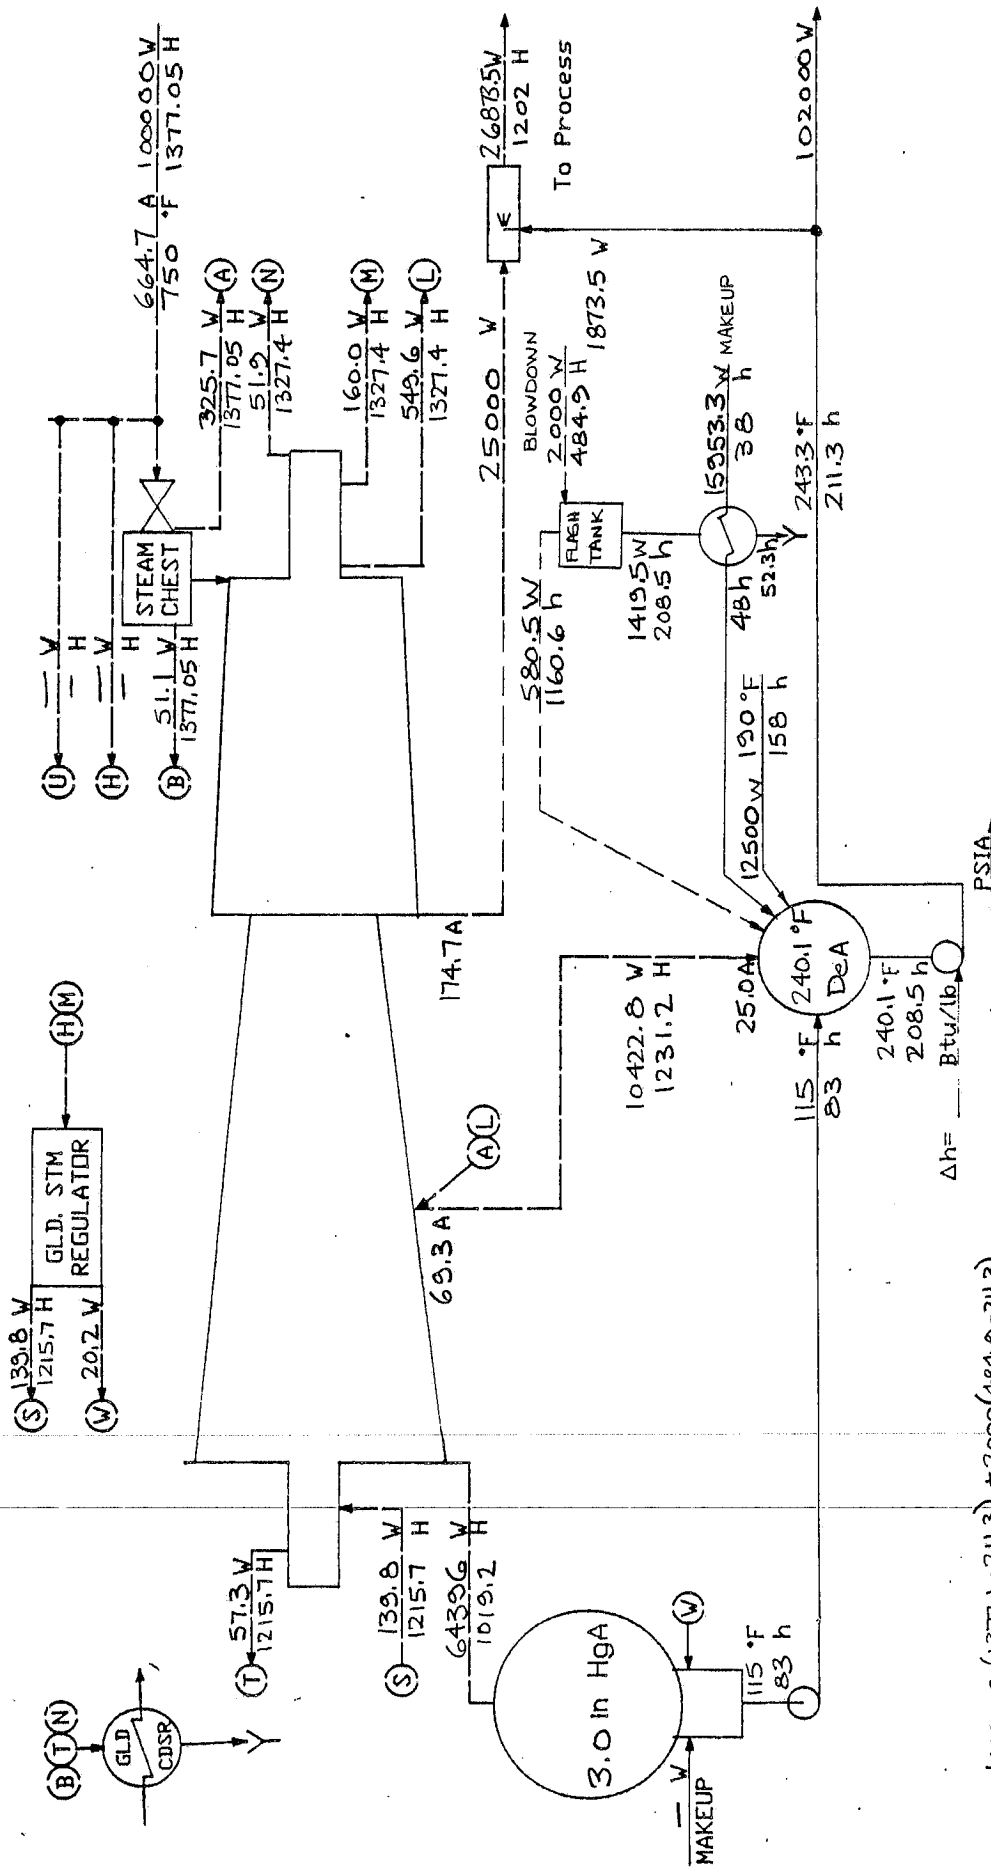 664.7 A 100000 W
750 °F 1377.05 H
Ⓤ — W
— H
Ⓗ — W
— H
Ⓑ 51.1 W
1377.05 H
STEAM
CHEST
325.7 W Ⓐ
1377.05 H
51.9 W Ⓝ
1327.4 H
160.0 W Ⓜ
1327.4 H
549.6 W Ⓛ
1327.4 H
ⒽⓂ
GLD. STM
REGULATOR
Ⓢ 139.8 W
1215.7 H
Ⓦ 20.2 W
ⒷⓉⓃ
GLD
CDSR
Ⓣ 57.3 W
1215.7 H
Ⓢ 139.8 W
1215.7 H
64396 W
1019.2 H
69.3 A
ⒶⓁ
174.7 A
25000 W
26873.5 W
1202 H
To Process
1873.5 W
BLOWDOWN
2000 W
484.9 H
FLASH
TANK
580.5 W
1160.6 h
1419.5 W
208.5 h
15953.3 W MAKEUP
38 h
48 h
52.3 h
12500 W 190 °F
158 h
10422.8 W
1231.2 H
25.0 A
240.1 °F
DeA
115 °F
83 h
240.1 °F
208.5 h
243.3 °F
211.3 h
102000 W
Δh= ___ Btu/lb
PSIA
3.0 In HgA
— W
MAKEUP
Ⓦ
115 °F
83 h